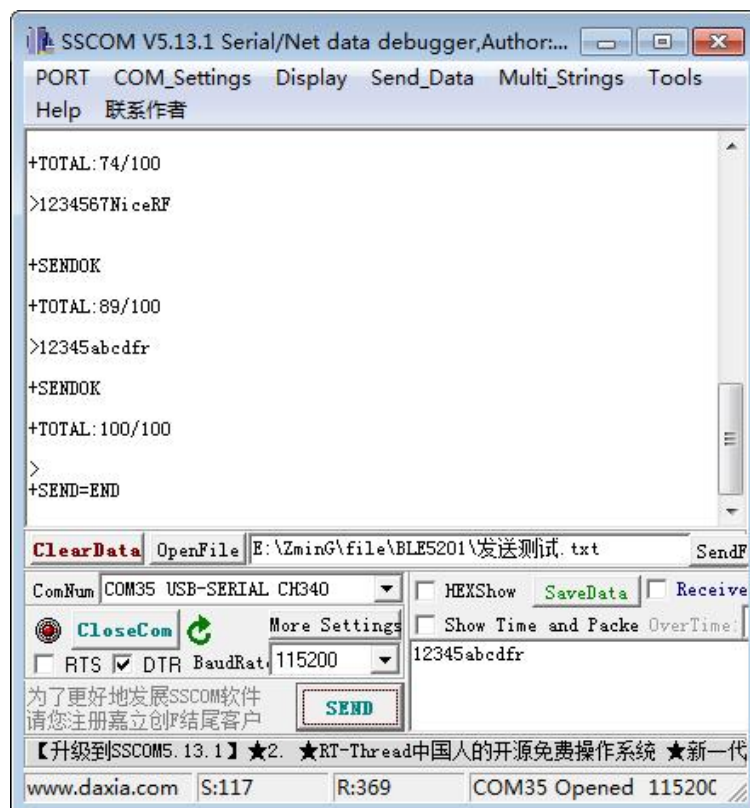 SSCOM V5.13.1 Serial/Net data debugger,Author:...
PORT COM_Settings Display Send_Data Multi_Strings Tools
Help 联系作者
+TOTAL:74/100
>1234567NiceRF
+SENDOK
+TOTAL:89/100
>12345abcdfr
+SENDOK
+TOTAL:100/100
>
+SEND=END
ClearData OpenFile E:\ZminG\file\BLE5201\发送测试.txt SendF
ComNum COM35 USB-SERIAL CH340 HEXShow SaveData Receive
CloseCom More Settings Show Time and Packe OverTime:
RTS DTR BaudRat 115200 12345abcdfr
为了更好地发展SSCOM软件
请您注册嘉立创F结尾客户 SEND
【升级到SSCOM5.13.1】★2. ★RT-Thread中国人的开源免费操作系统 ★新一代
www.daxia.com S:117 R:369 COM35 Opened 115200